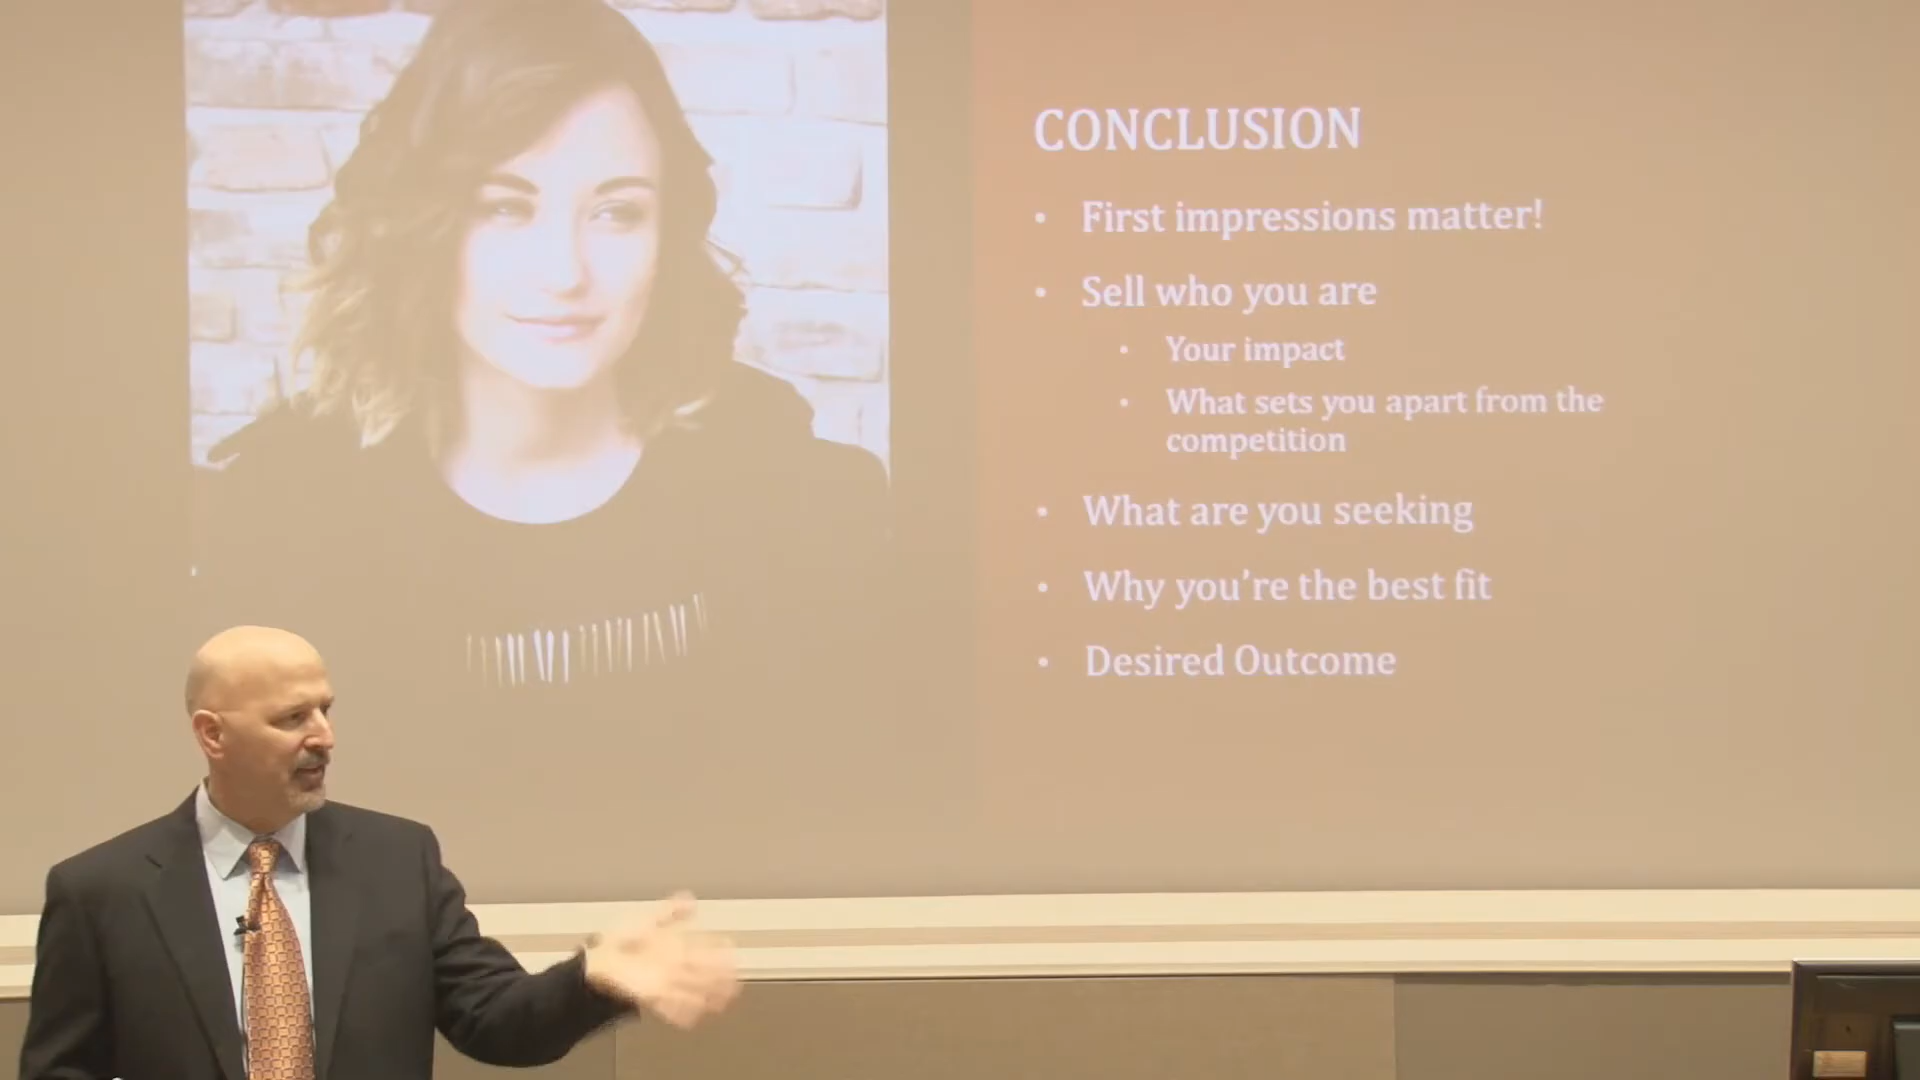 CONCLUSION
• First impressions matter!
• Sell who you are
• Your impact
• What sets you apart from the
competition
• What are you seeking
• Why you're the best fit
• Desired Outcome